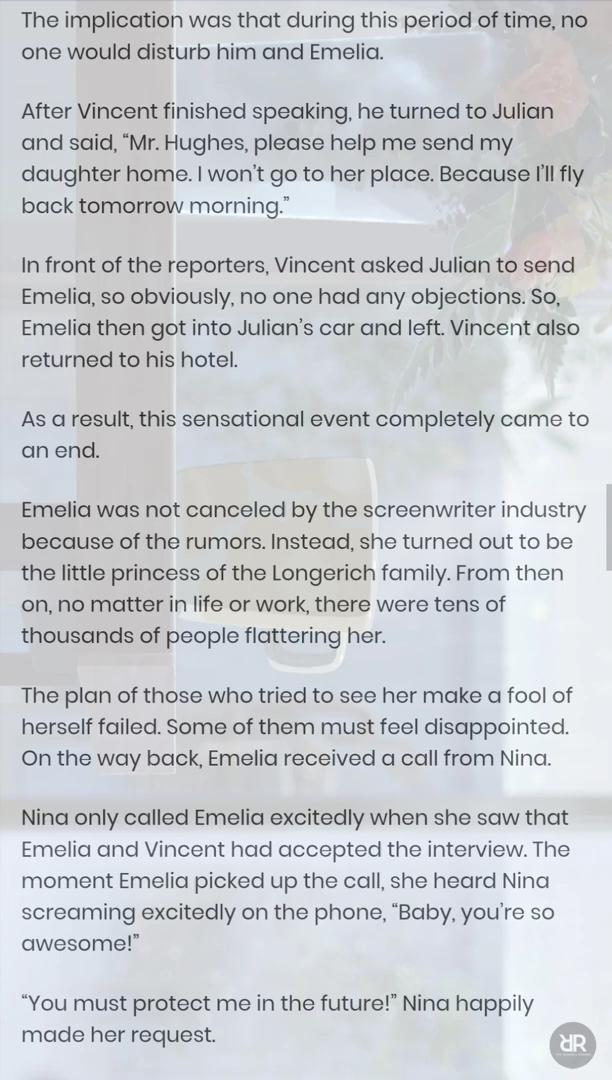 The implication was that during this period of time, no
one would disturb him and Emelia.
After Vincent finished speaking, he turned to Julian
and said, “Mr. Hughes, please help me send my
daughter home. I won’t go to her place. Because I’ll fly
back tomorrow morning.”
In front of the reporters, Vincent asked Julian to send
Emelia, so obviously, no one had any objections. So,
Emelia then got into Julian’s car and left. Vincent also
returned to his hotel.
As a result, this sensational event completely came to
an end.
Emelia was not canceled by the screenwriter industry
because of the rumors. Instead, she turned out to be
the little princess of the Longerich family. From then
on, no matter in life or work, there were tens of
thousands of people flattering her.
The plan of those who tried to see her make a fool of
herself failed. Some of them must feel disappointed.
On the way back, Emelia received a call from Nina.
Nina only called Emelia excitedly when she saw that
Emelia and Vincent had accepted the interview. The
moment Emelia picked up the call, she heard Nina
screaming excitedly on the phone, “Baby, you’re so
awesome!”
“You must protect me in the future!” Nina happily
made her request.